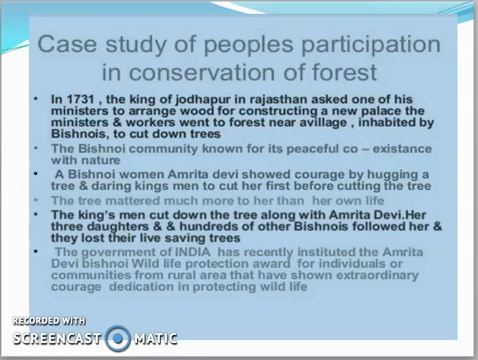 Case study of peoples participation
in conservation of forest
• In 1731 , the king of jodhapur in rajasthan asked one of his
ministers to arrange wood for constructing a new palace the
ministers & workers went to forest near avillage , inhabited by
Bishnois, to cut down trees
• The Bishnoi community known for its peaceful co – existance
with nature
• A Bishnoi women Amrita devi showed courage by hugging a
tree & daring kings men to cut her first before cutting the tree
• The tree mattered much more to her than her own life
• The king's men cut down the tree along with Amrita Devi.Her
three daughters & & hundreds of other Bishnois followed her &
they lost their live saving trees
• The government of INDIA has recently instituted the Amrita
Devi bishnoi Wild life protection award for individuals or
communities from rural area that have shown extraordinary
courage dedication in protecting wild life
RECORDED WITH
SCREENCAST MATIC